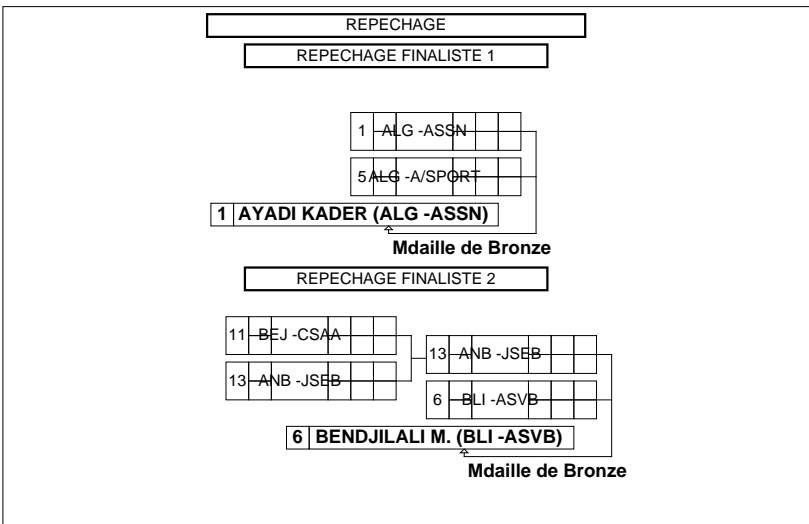 REPECHAGE
REPECHAGE FINALISTE 1
1 ALG -ASSN
5 ALG -A/SPORT
1 AYADI KADER (ALG -ASSN)
Mdaille de Bronze
REPECHAGE FINALISTE 2
11 BEJ -CSAA
13 ANB -JSEB
13 ANB -JSEB
6 BLI -ASVB
6 BENDJILALI M. (BLI -ASVB)
Mdaille de Bronze